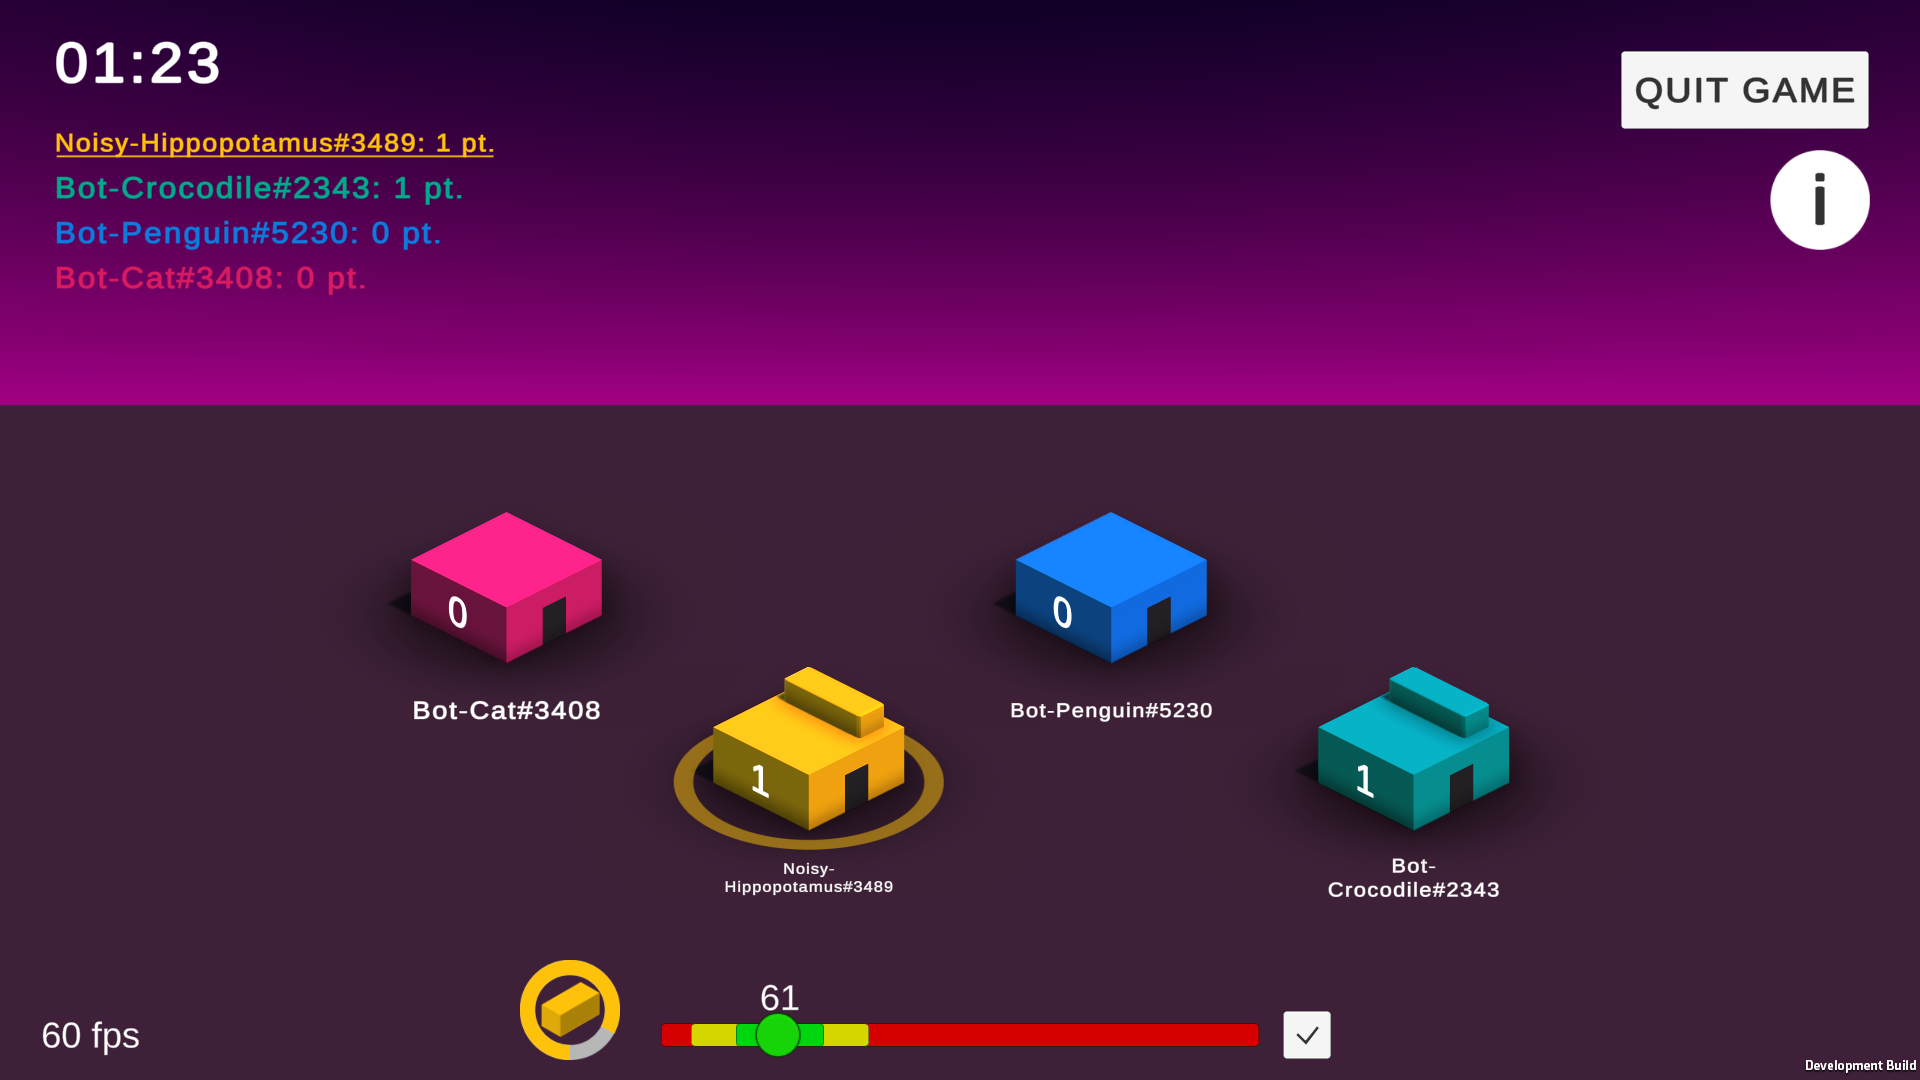 01:23
QUIT GAME
Noisy-Hippopotamus#3489: 1 pt.
Bot-Crocodile#2343: 1 pt.
i
Bot-Penguin#5230: 0 pt.
Bot-Cat#3408: 0 pt.
0
0
Bot-Cat#3408
Bot-Penguin#5230
1
1
Noisy-
Hippopotamus#3489
Bot-
Crocodile#2343
61
60 fps
Development Build